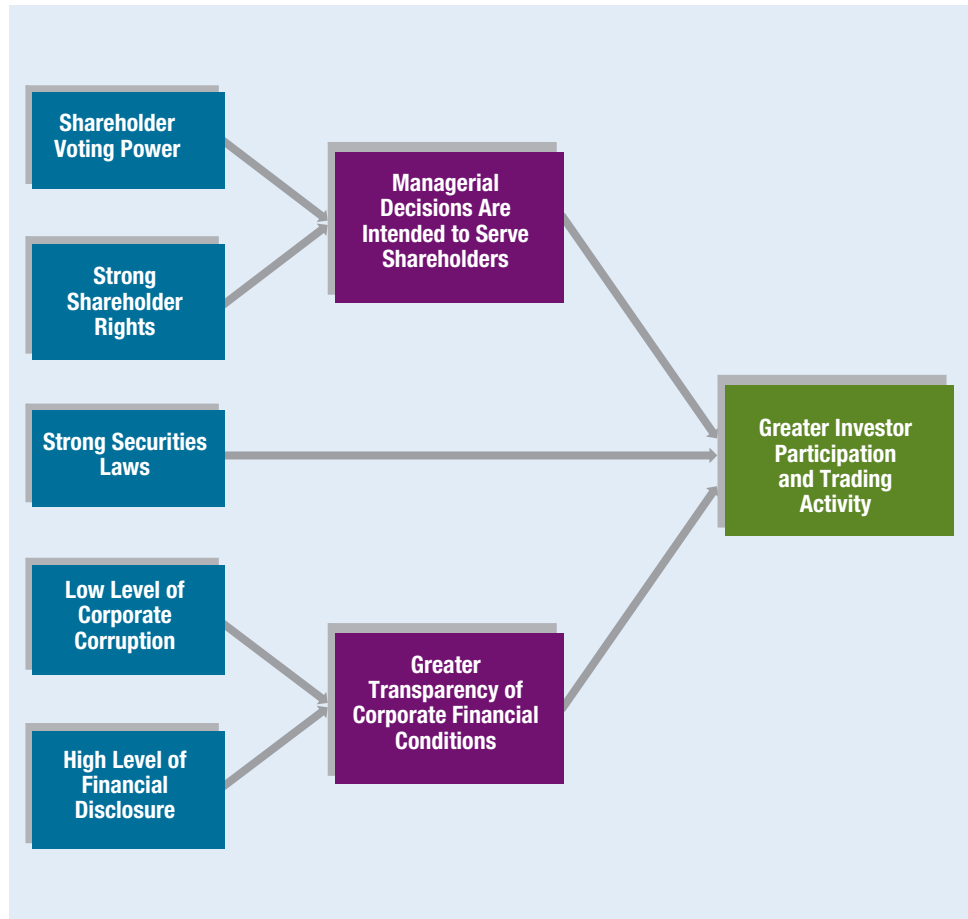 Shareholder
Voting Power
Strong
Shareholder
Rights
Strong Securities
Laws
Low Level of
Corporate
Corruption
High Level of
Financial
Disclosure
Managerial
Decisions Are
Intended to Serve
Shareholders
Greater
Transparency of
Corporate Financial
Conditions
Greater Investor
Participation
and Trading
Activity